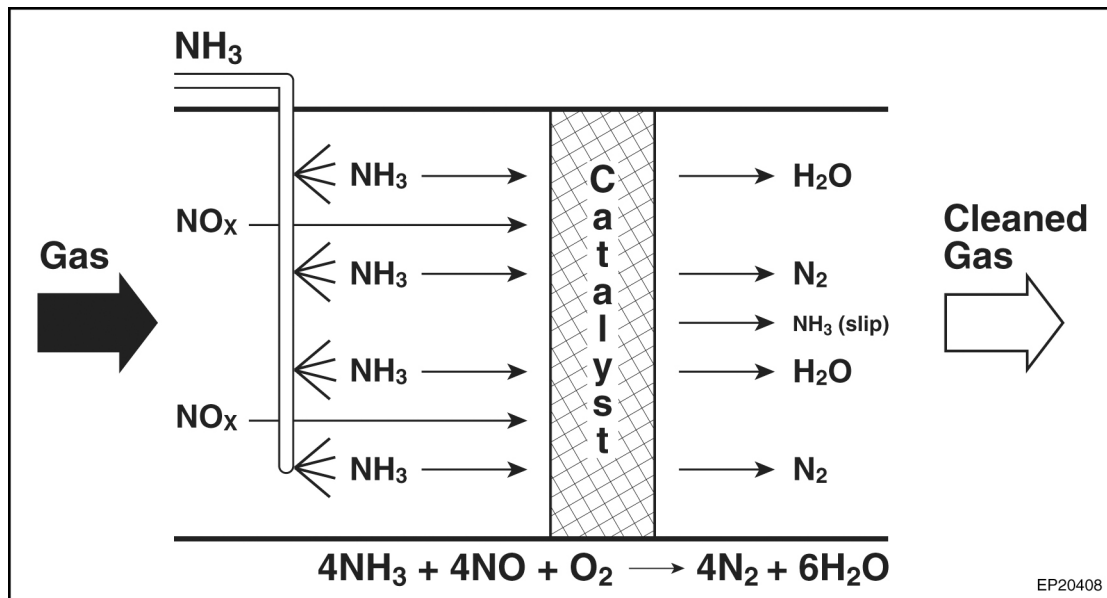 NH₃
Gas
NOx
NOx
NH₃
NH₃
NH₃
NH₃
Catalyst
H₂O
N₂
NH₃ (slip)
H₂O
N₂
Cleaned
Gas
4NH₃ + 4NO + O₂ → 4N₂ + 6H₂O
EP20408